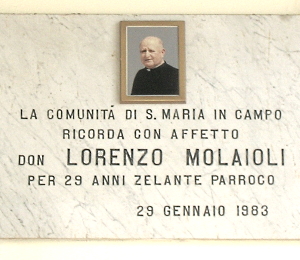 LA COMUNITÀ DI S. MARIA IN CAMPO
RICORDA CON AFFETTO
DON LORENZO MOLAIOLI
PER 29 ANNI ZELANTE PARROCO
29 GENNAIO 1983